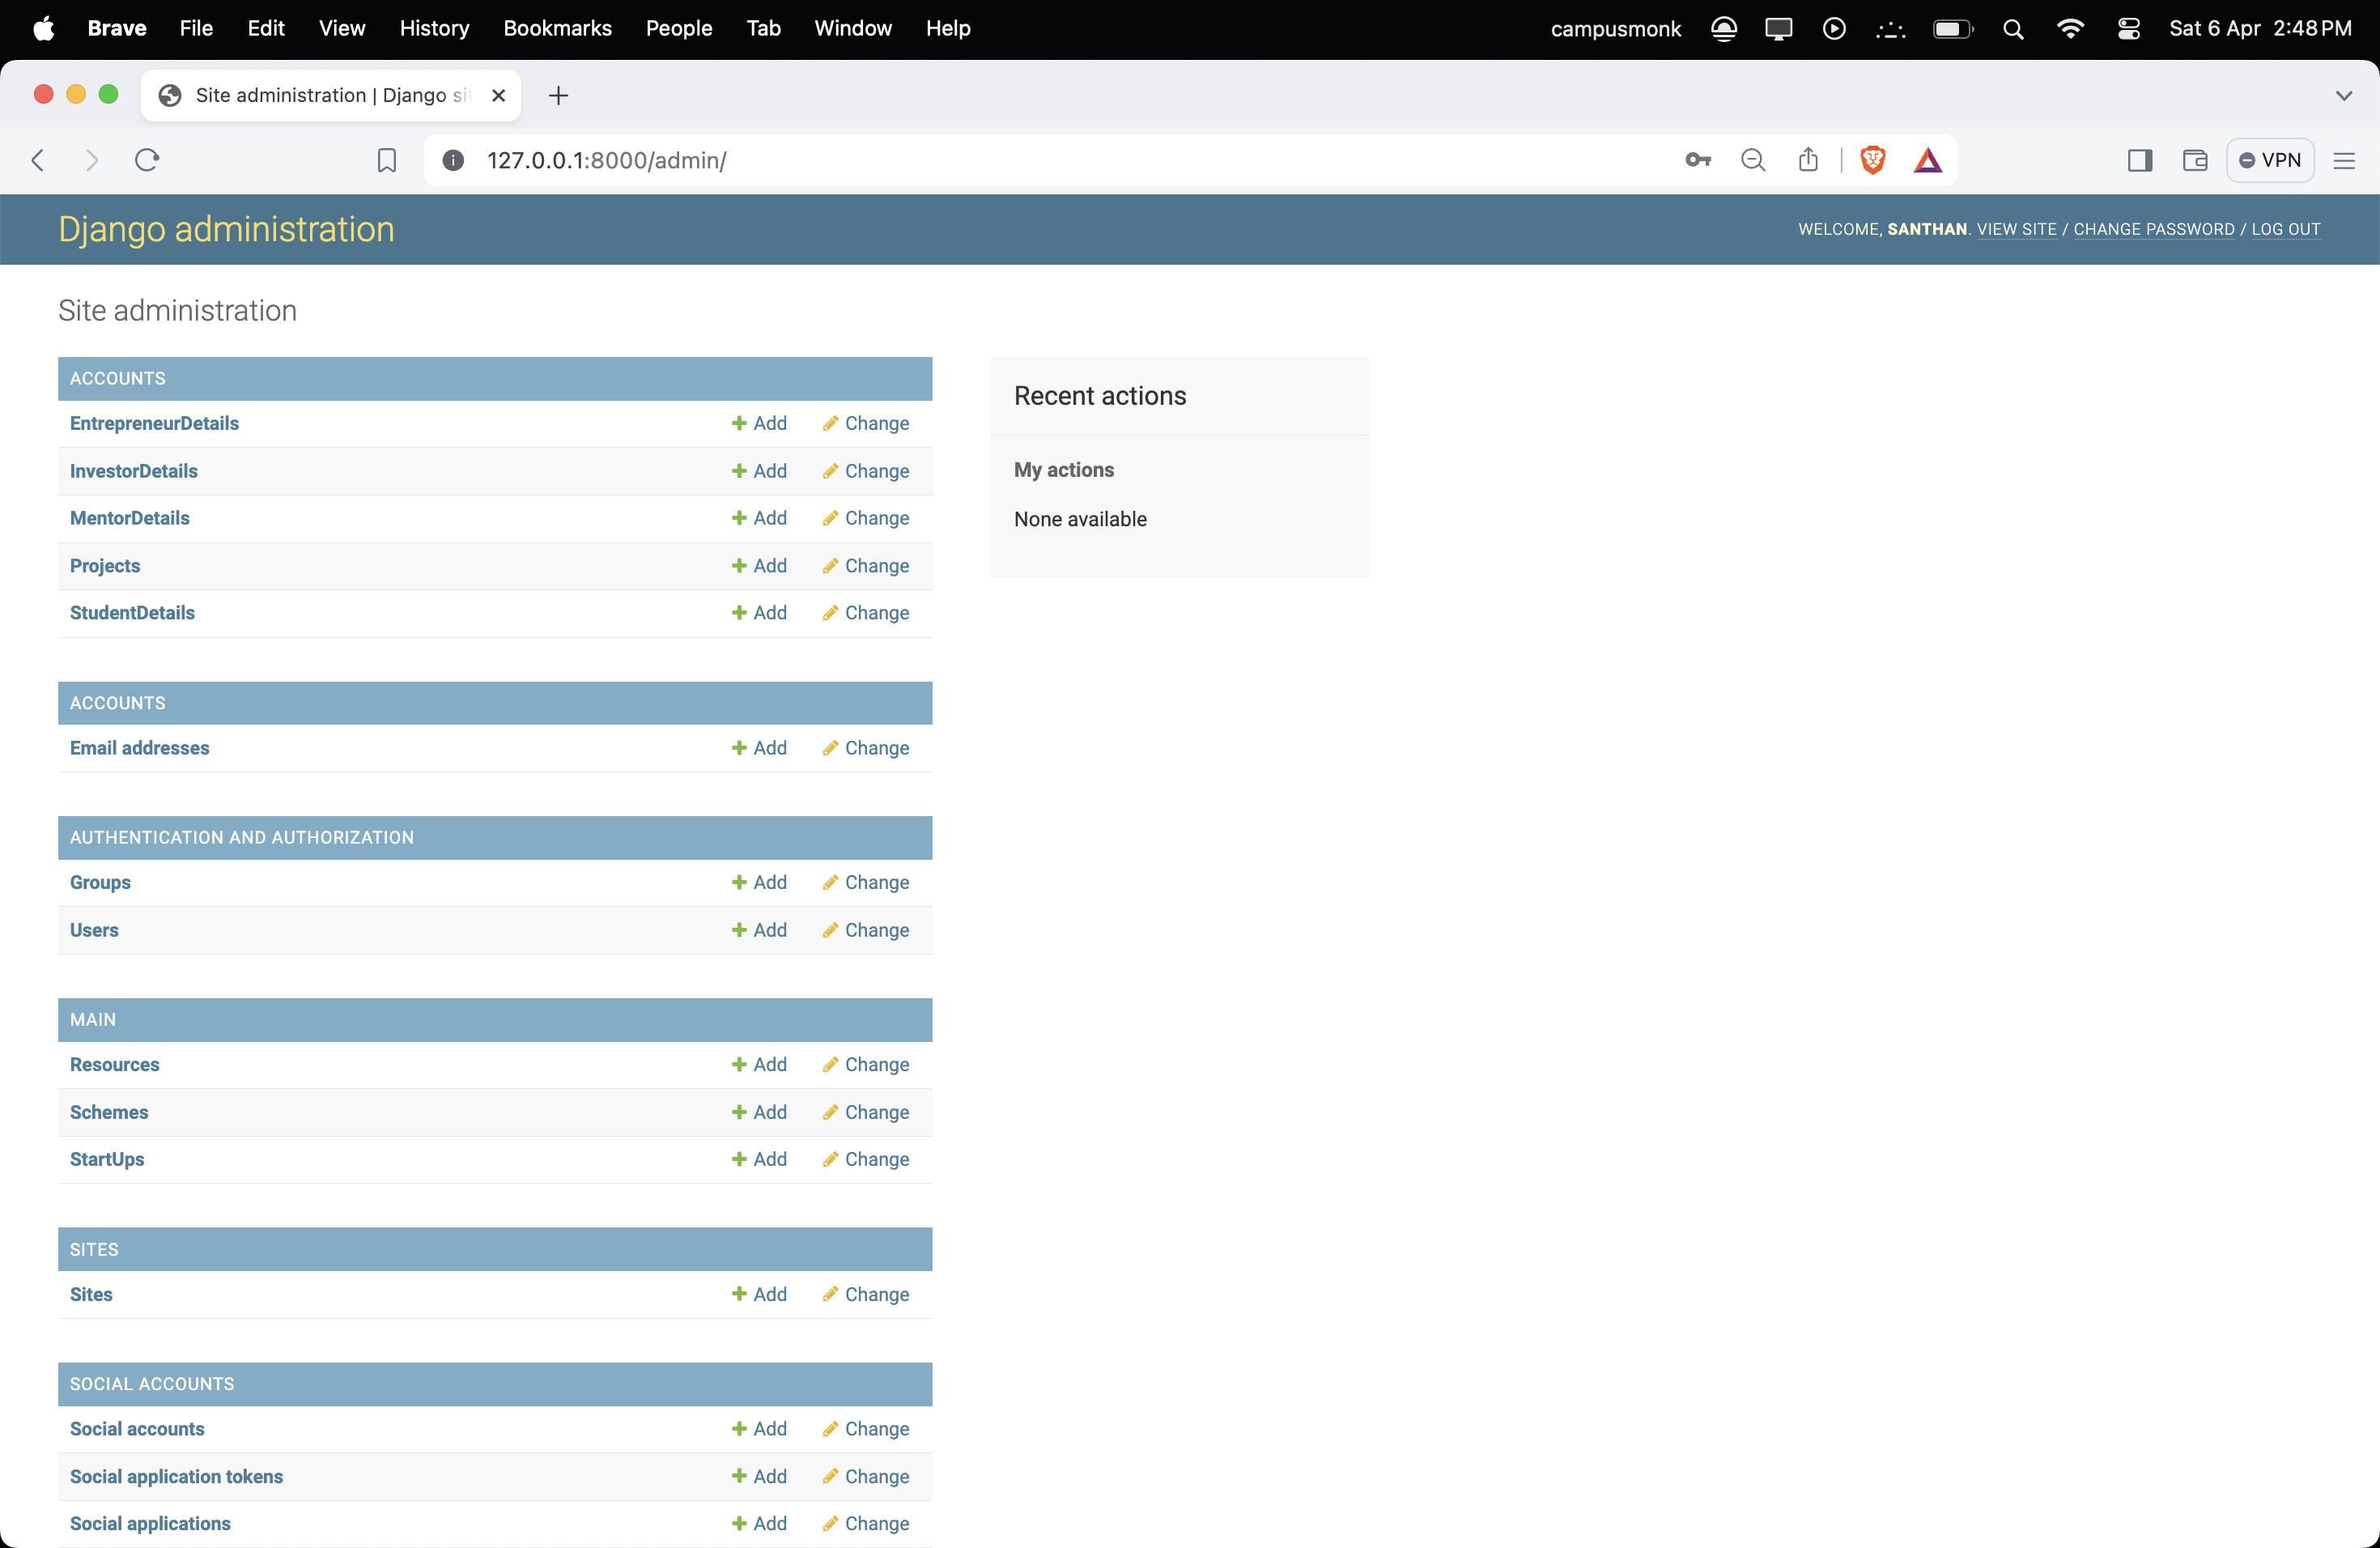 Brave File Edit View History Bookmarks People Tab Window Help campusmonk Sat 6 Apr 2:48 PM
Site administration | Django si
127.0.0.1:8000/admin/ VPN
Django administration WELCOME, SANTHAN. VIEW SITE / CHANGE PASSWORD / LOG OUT
Site administration
ACCOUNTS
EntrepreneurDetails Add Change
InvestorDetails Add Change
MentorDetails Add Change
Projects Add Change
StudentDetails Add Change
ACCOUNTS
Email addresses Add Change
AUTHENTICATION AND AUTHORIZATION
Groups Add Change
Users Add Change
MAIN
Resources Add Change
Schemes Add Change
StartUps Add Change
SITES
Sites Add Change
SOCIAL ACCOUNTS
Social accounts Add Change
Social application tokens Add Change
Social applications Add Change
Recent actions
My actions
None available